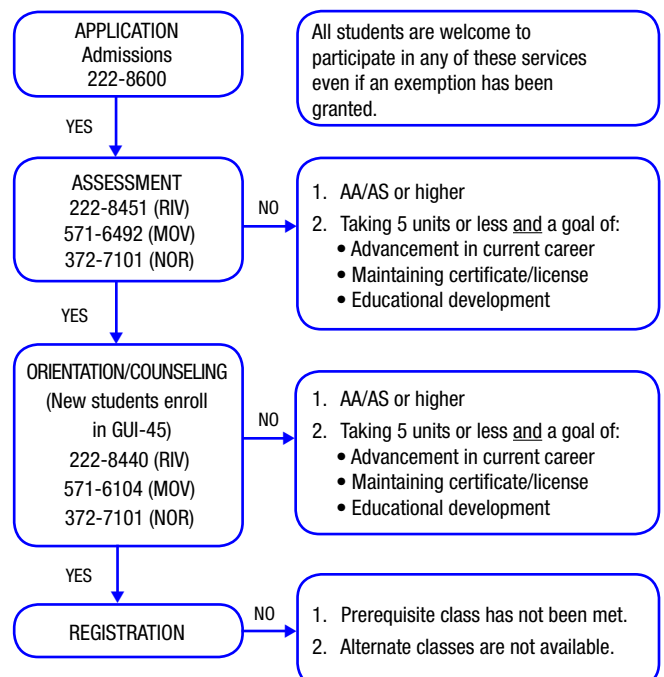 APPLICATION
Admissions
222-8600
All students are welcome to
participate in any of these services
even if an exemption has been
granted.
YES
ASSESSMENT
222-8451 (RIV)
571-6492 (MOV)
372-7101 (NOR)
NO
1. AA/AS or higher
2. Taking 5 units or less and a goal of:
• Advancement in current career
• Maintaining certificate/license
• Educational development
YES
ORIENTATION/COUNSELING
(New students enroll
in GUI-45)
222-8440 (RIV)
571-6104 (MOV)
372-7101 (NOR)
NO
1. AA/AS or higher
2. Taking 5 units or less and a goal of:
• Advancement in current career
• Maintaining certificate/license
• Educational development
YES
REGISTRATION
NO
1. Prerequisite class has not been met.
2. Alternate classes are not available.